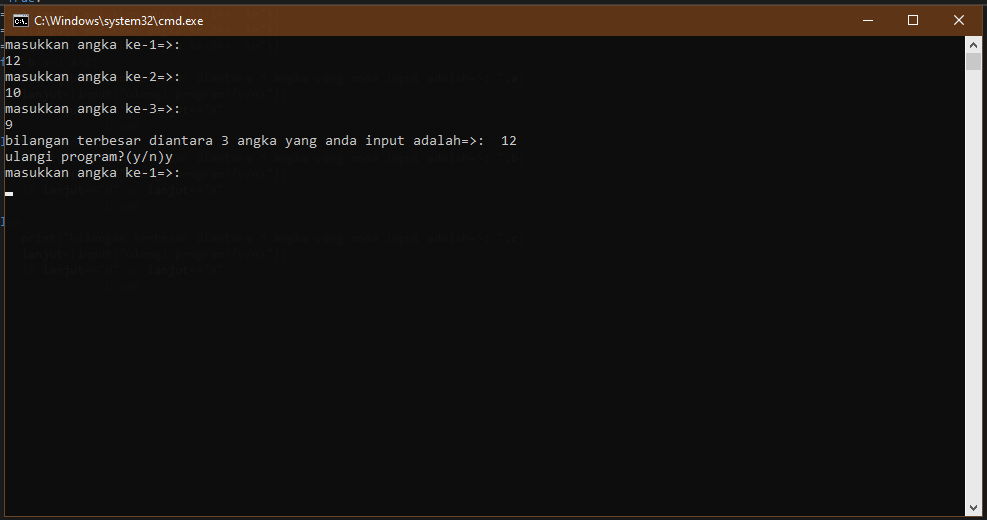 C:\Windows\system32\cmd.exe
masukkan angka ke-1=>:
12
masukkan angka ke-2=>:
10
masukkan angka ke-3=>:
9
bilangan terbesar diantara 3 angka yang anda input adalah=>:  12
ulangi program?(y/n)y
masukkan angka ke-1=>: